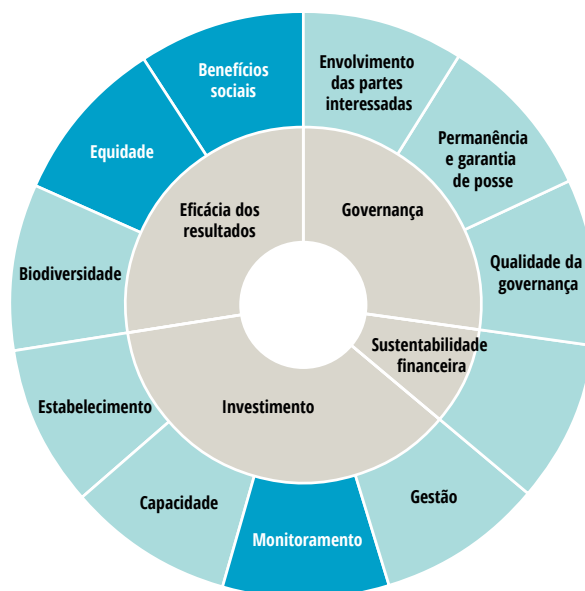 Benefícios
sociais
Envolvimento
das partes
interessadas
Permanência
e garantia
de posse
Equidade
Eficácia dos
resultados
Governança
Biodiversidade
Qualidade da
governança
Sustentabilidade
financeira
Estabelecimento
Investimento
Capacidade
Gestão
Monitoramento